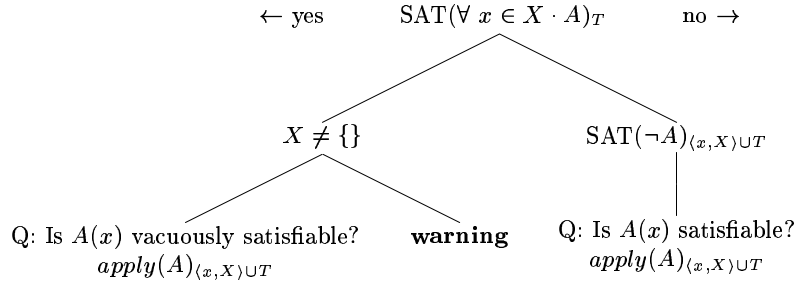 ← yes SAT(∀ x ∈ X · A)_T no →
X ≠ {} SAT(¬A)_{⟨x,X⟩∪T}
Q: Is A(x) vacuously satisfiable? warning Q: Is A(x) satisfiable?
apply(A)_{⟨x,X⟩∪T} apply(A)_{⟨x,X⟩∪T}